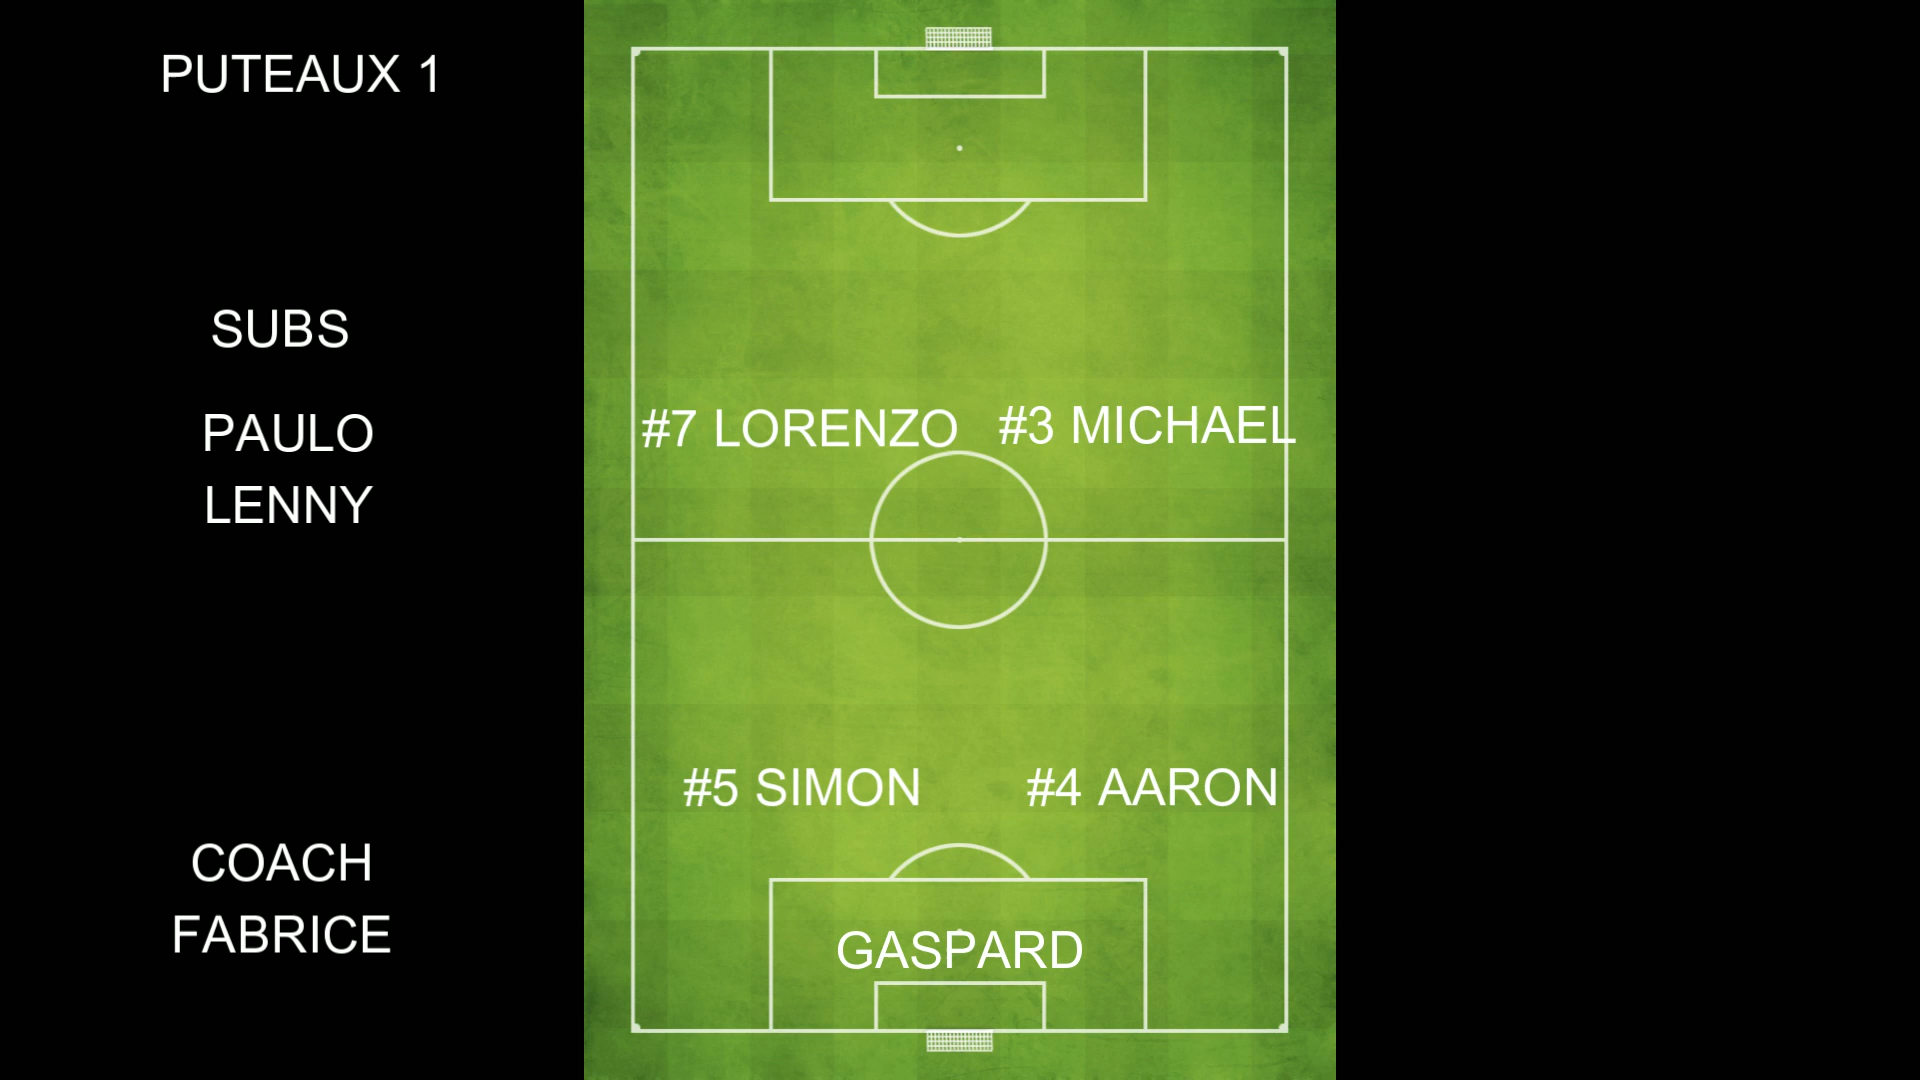 PUTEAUX 1
SUBS
PAULO
LENNY
COACH
FABRICE
#7 LORENZO
#3 MICHAEL
#5 SIMON
#4 AARON
GASPARD